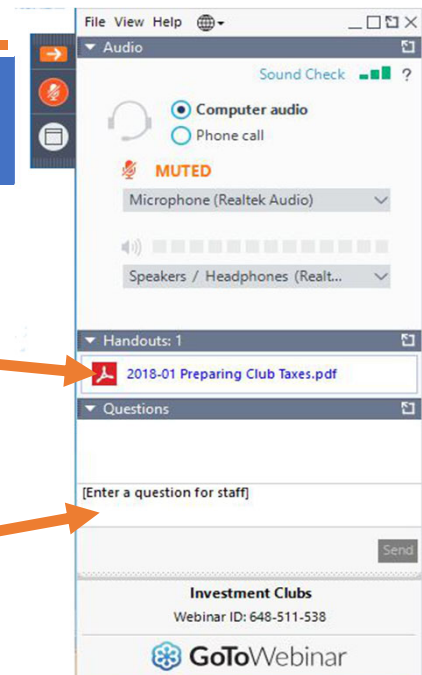 File View Help
Audio
Sound Check ?
Computer audio
Phone call
MUTED
Microphone (Realtek Audio)
Speakers / Headphones (Realt...
Handouts: 1
2018-01 Preparing Club Taxes.pdf
Questions
[Enter a question for staff]
Send
Investment Clubs
Webinar ID: 648-511-538
GoToWebinar